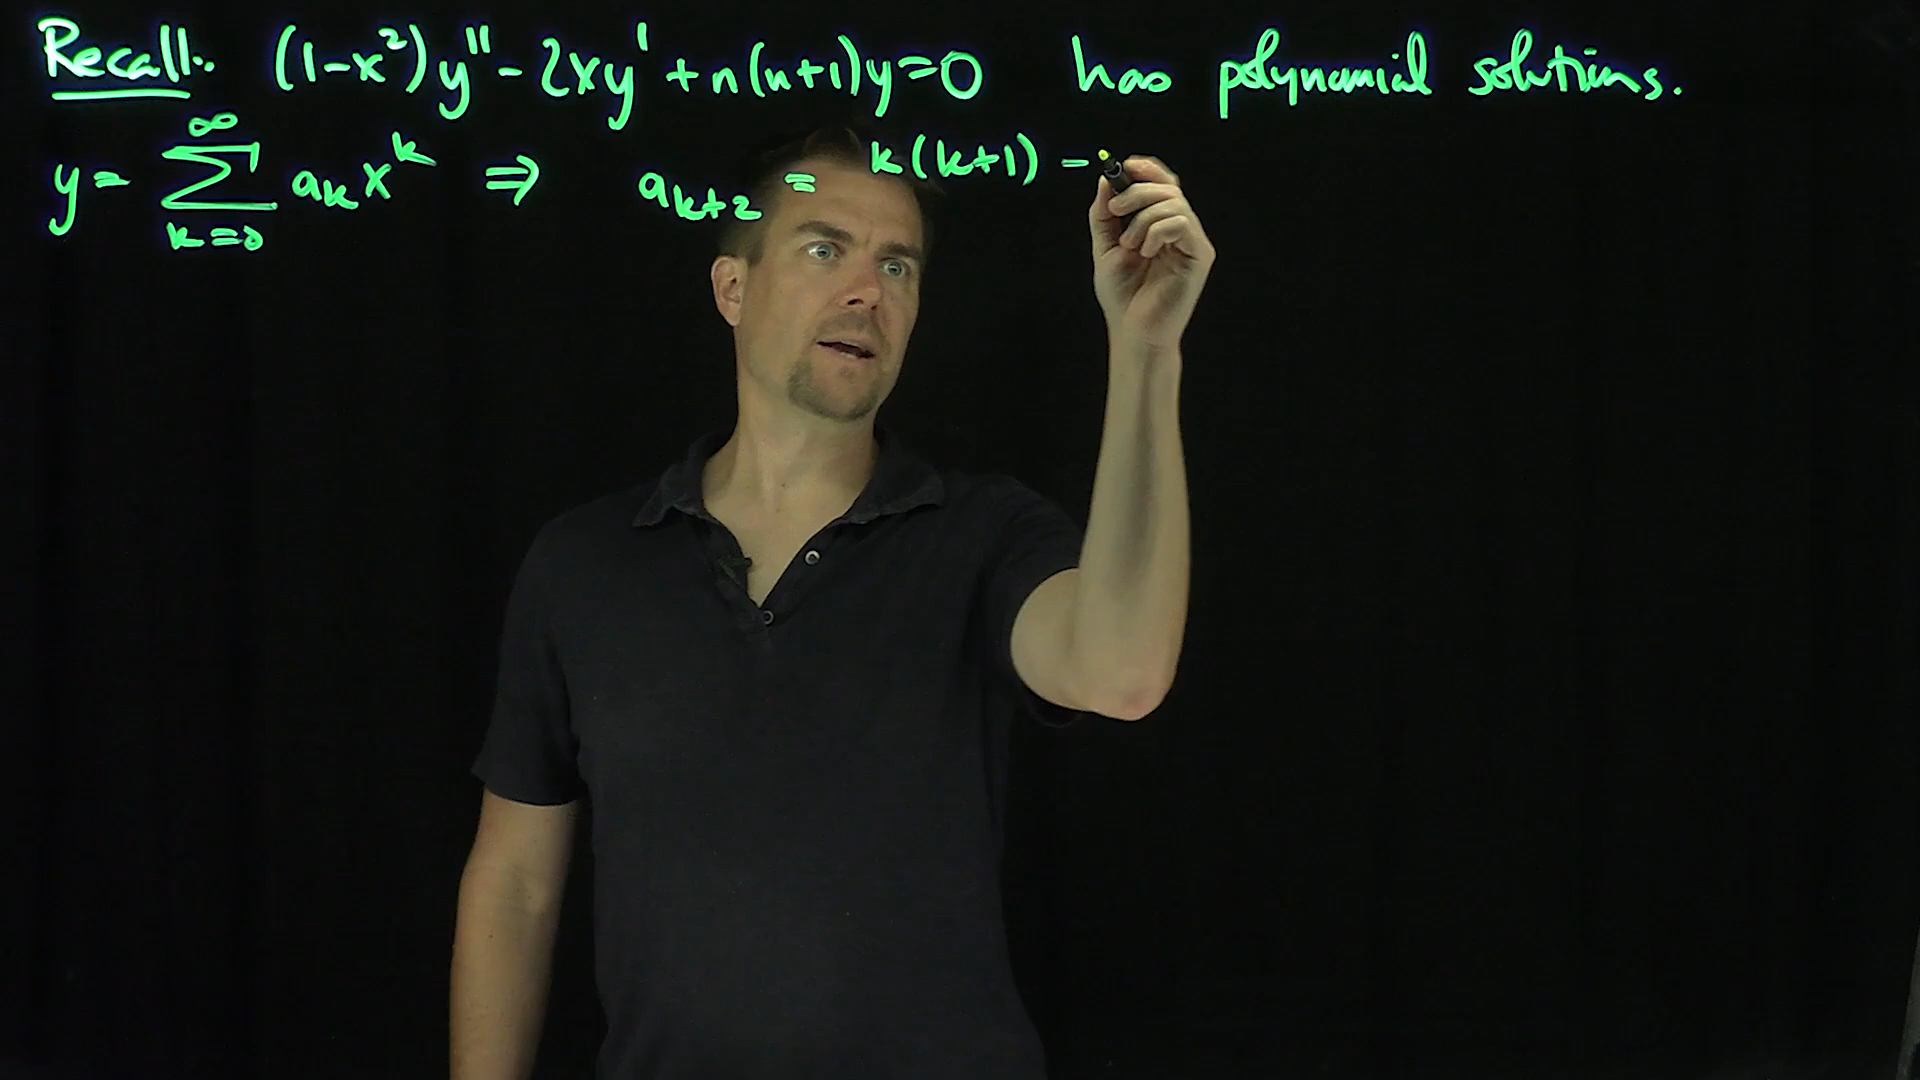 Recall: (1-x²)y'' - 2xy' + n(n+1)y=0 has polynomial solutions.
y = ∑_{k=0}^{∞} a_k x^k ⇒ a_{k+2} = k(k+1) -